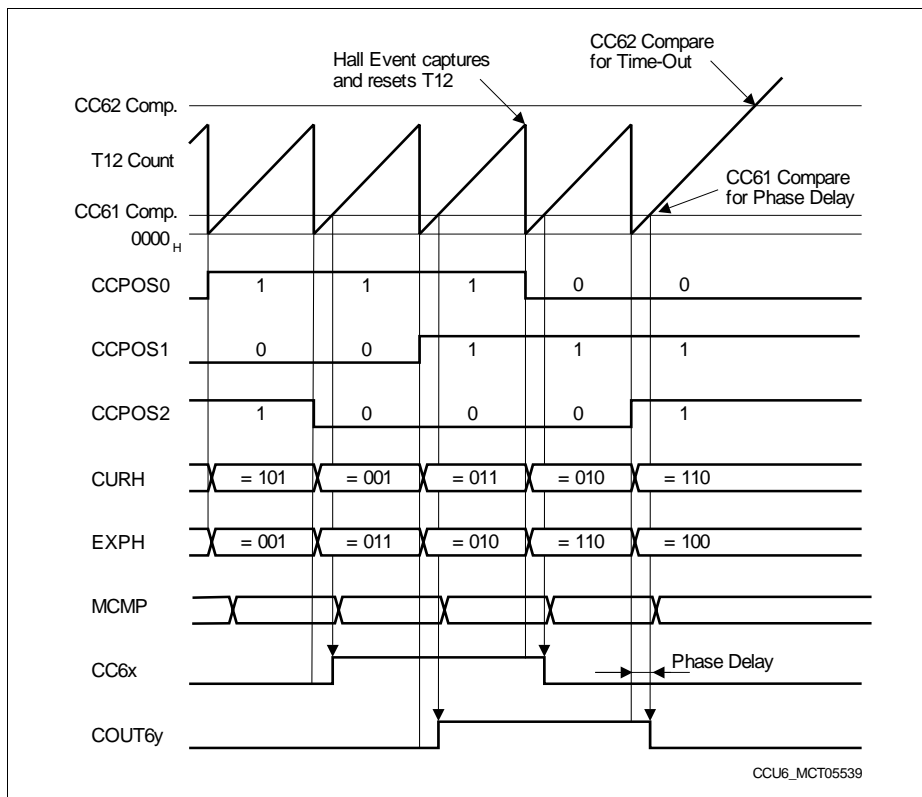 CC62 Compare
for Time-Out
Hall Event captures
and resets T12
CC62 Comp.
T12 Count
CC61 Compare
for Phase Delay
CC61 Comp.
0000 H
CCPOS0 1 1 1 0 0
CCPOS1 0 0 1 1 1
CCPOS2 1 0 0 0 1
CURH = 101 = 001 = 011 = 010 = 110
EXPH = 001 = 011 = 010 = 110 = 100
MCMP
CC6x Phase Delay
COUT6y
CCU6_MCT05539